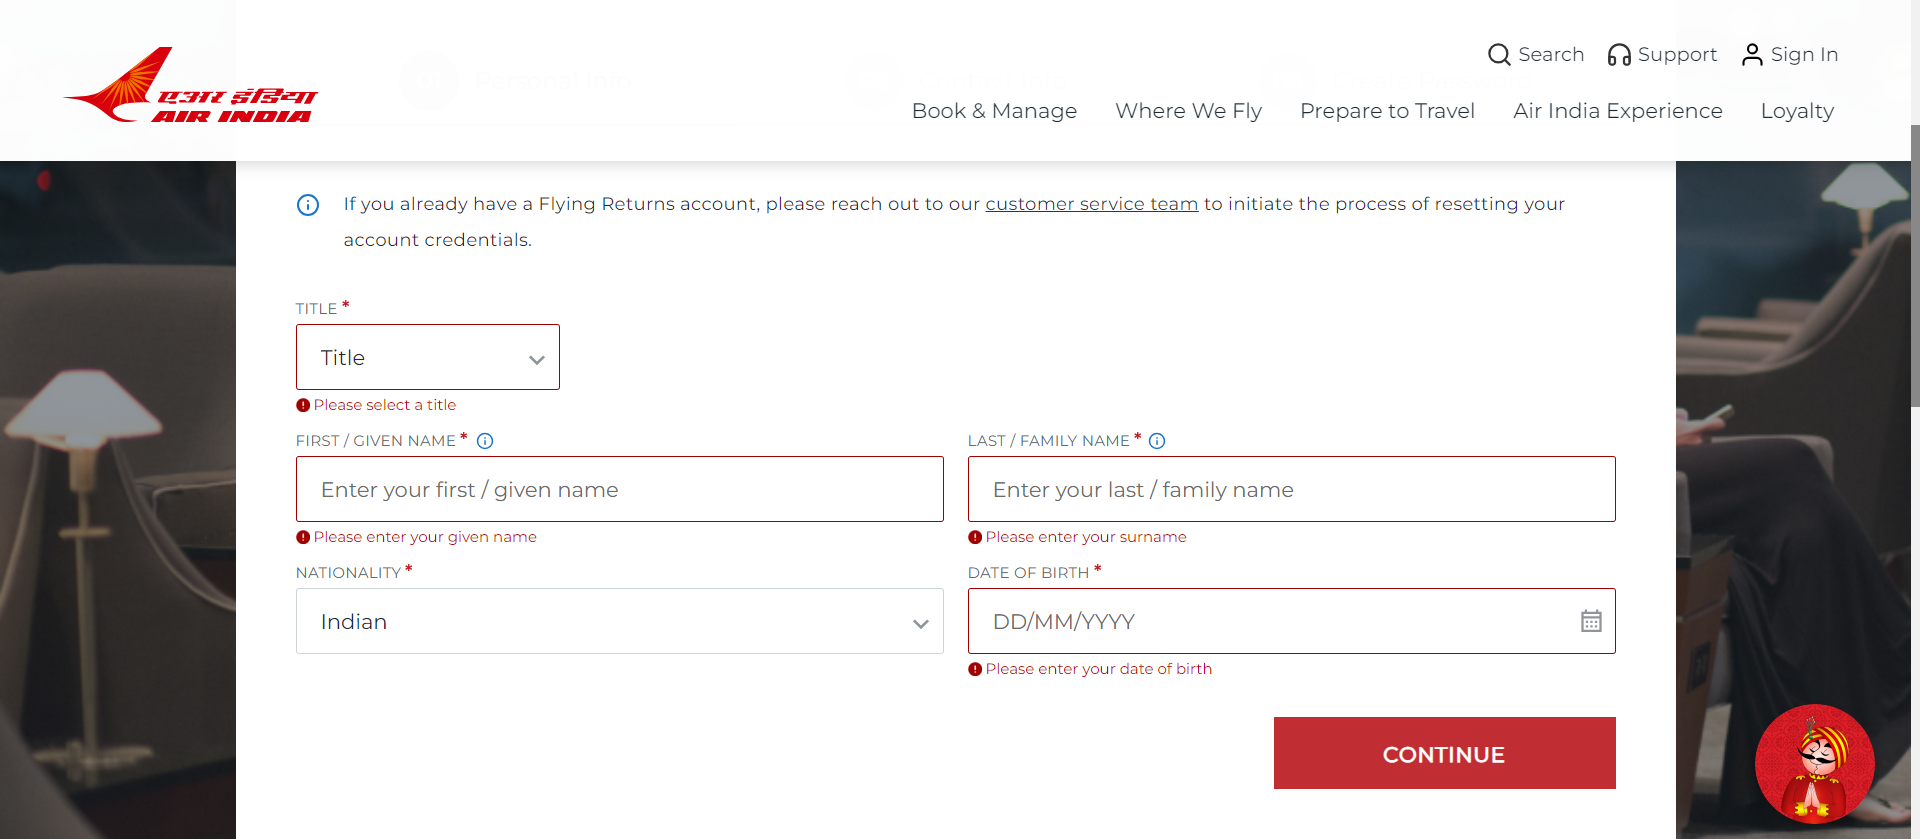 Search Support Sign In
एअर इंडिया
AIR INDIA
Book & Manage Where We Fly Prepare to Travel Air India Experience Loyalty
If you already have a Flying Returns account, please reach out to our customer service team to initiate the process of resetting your
account credentials.
TITLE *
Title
Please select a title
FIRST / GIVEN NAME * LAST / FAMILY NAME *
Enter your first / given name Enter your last / family name
Please enter your given name Please enter your surname
NATIONALITY * DATE OF BIRTH *
Indian DD/MM/YYYY
Please enter your date of birth
CONTINUE